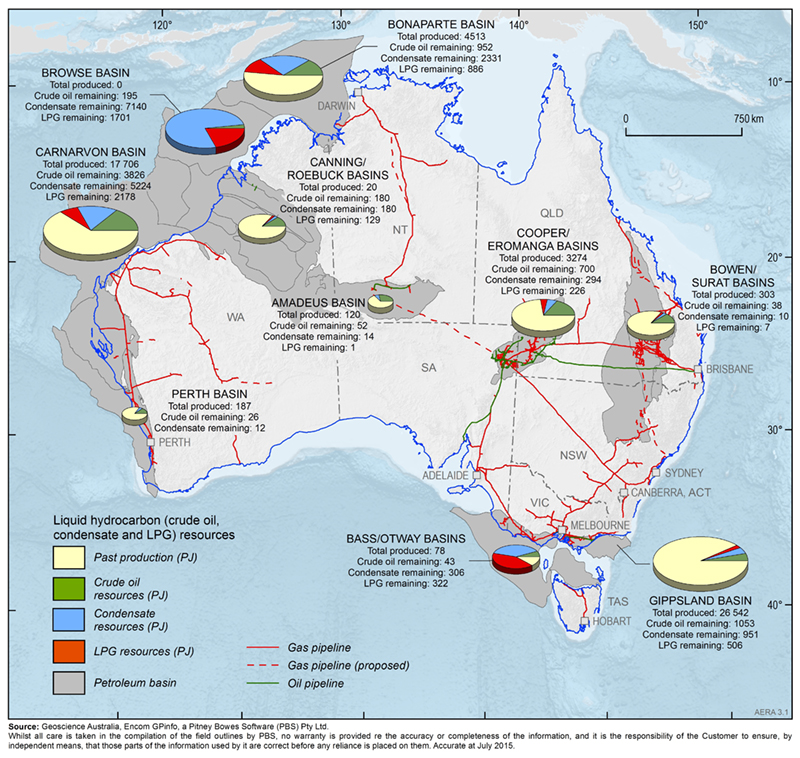 120°
140°
150°
BONAPARTE BASIN
Total produced: 4513
Crude oil remaining: 952
Condensate remaining: 2331
LPG remaining: 886
BROWSE BASIN
Total produced: 0
Crude oil remaining: 195
Condensate remaining: 7140
LPG remaining: 1701
10°
DARWIN
0
750 km
CARNARVON BASIN
Total produced: 17 706
Crude oil remaining: 3826
Condensate remaining: 5224
LPG remaining: 2178
CANNING/
ROEBUCK BASINS
Total produced: 20
Crude oil remaining: 180
Condensate remaining: 180
LPG remaining: 129
NT
QLD
COOPER/
EROMANGA BASINS
Total produced: 3274
Crude oil remaining: 700
Condensate remaining: 294
LPG remaining: 226
BOWEN/
SURAT BASINS
Total produced: 303
Crude oil remaining: 38
Condensate remaining: 10
LPG remaining: 7
20°
AMADEUS BASIN
Total produced: 120
Crude oil remaining: 52
Condensate remaining: 14
LPG remaining: 1
WA
SA
BRISBANE
PERTH BASIN
Total produced: 187
Crude oil remaining: 26
Condensate remaining: 12
PERTH
30°
NSW
ADELAIDE
SYDNEY
CANBERRA, ACT
VIC
MELBOURNE
BASS/OTWAY BASINS
Total produced: 78
Crude oil remaining: 43
Condensate remaining: 306
LPG remaining: 322
GIPPSLAND BASIN
Total produced: 26 542
Crude oil remaining: 1053
Condensate remaining: 951
LPG remaining: 506
TAS
HOBART
40°
Liquid hydrocarbon (crude oil,
condensate and LPG) resources
Past production (PJ)
Crude oil
resources (PJ)
Condensate
resources (PJ)
LPG resources (PJ)
Petroleum basin
Gas pipeline
Gas pipeline (proposed)
Oil pipeline
AERA 3.1
Source: Geoscience Australia, Encom GPinfo, a Pitney Bowes Software (PBS) Pty Ltd.
Whilst all care is taken in the compilation of the field outlines by PBS, no warranty is provided re the accuracy or completeness of the information, and it is the responsibility of the Customer to ensure, by
independent means, that those parts of the information used by it are correct before any reliance is placed on them. Accurate at July 2015.